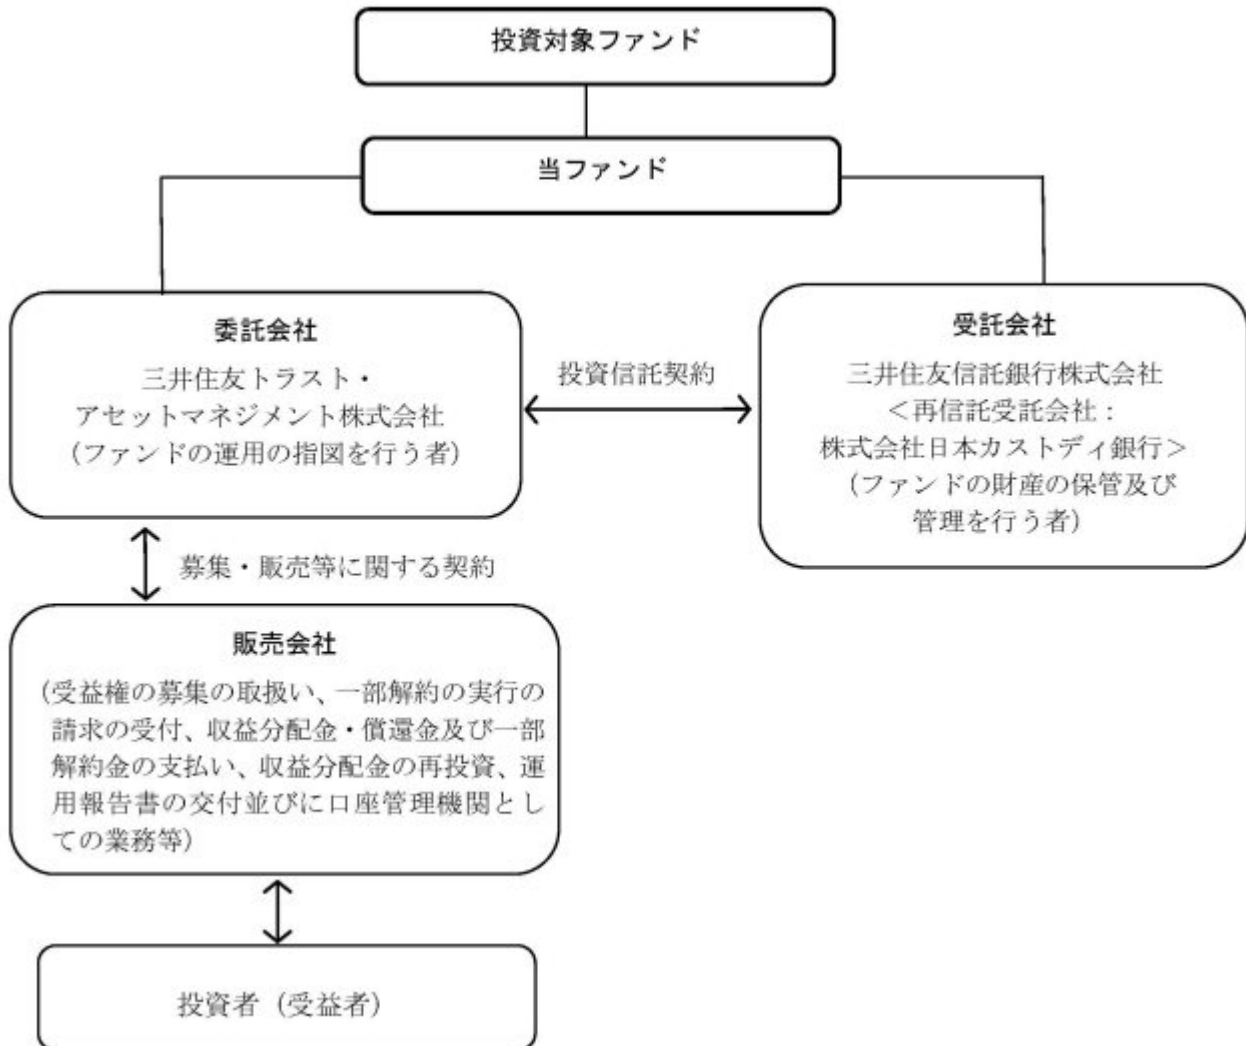 投資対象ファンド
当ファンド
委託会社
三井住友トラスト・
アセットマネジメント株式会社
(ファンドの運用の指図を行う者)
投資信託契約
受託会社
三井住友信託銀行株式会社
＜再信託受託会社：
株式会社日本カストディ銀行＞
(ファンドの財産の保管及び
管理を行う者)
募集・販売等に関する契約
販売会社
(受益権の募集の取扱い、一部解約の実行の
請求の受付、収益分配金・償還金及び一部
解約金の支払い、収益分配金の再投資、運
用報告書の交付並びに口座管理機関とし
ての業務等)
投資者（受益者）